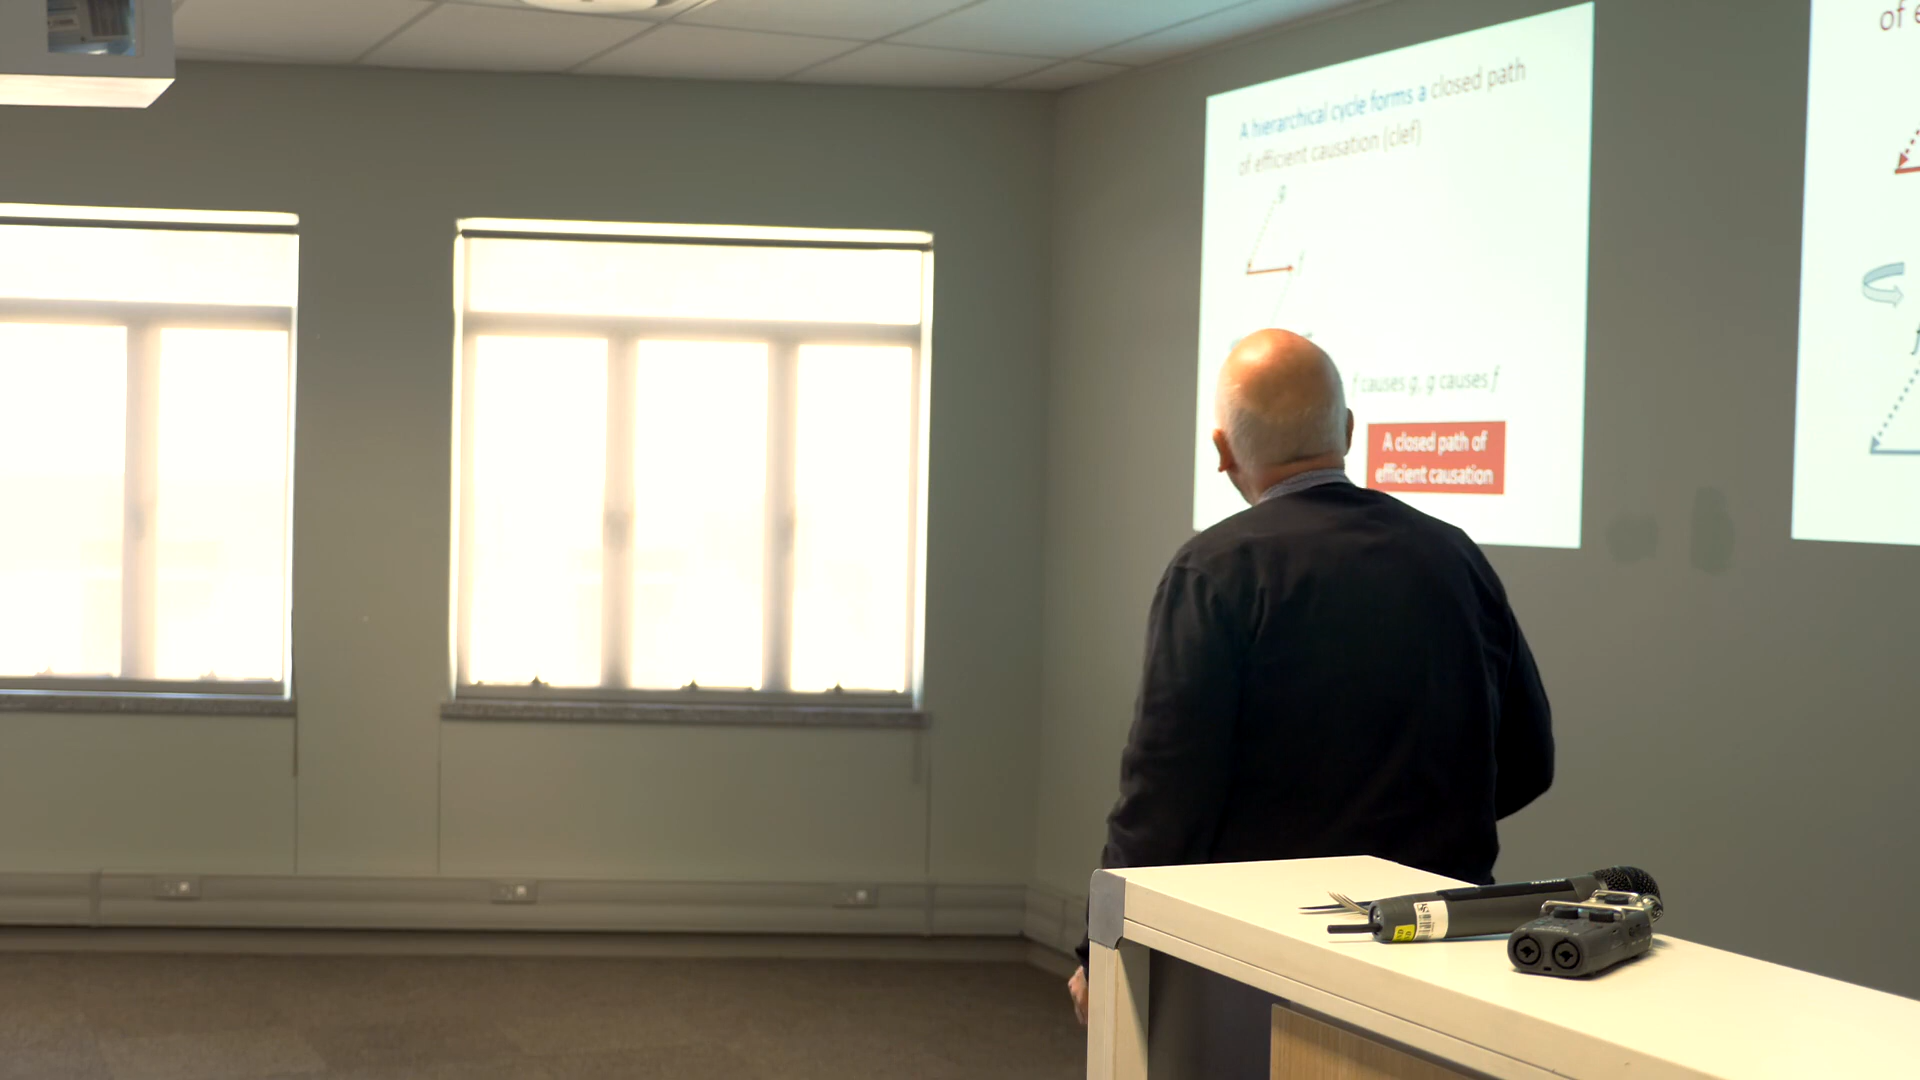 A hierarchical cycle forms a closed path
of efficient causation (clef)
g
f
f causes g, g causes f
A closed path of
efficient causation
of e
f